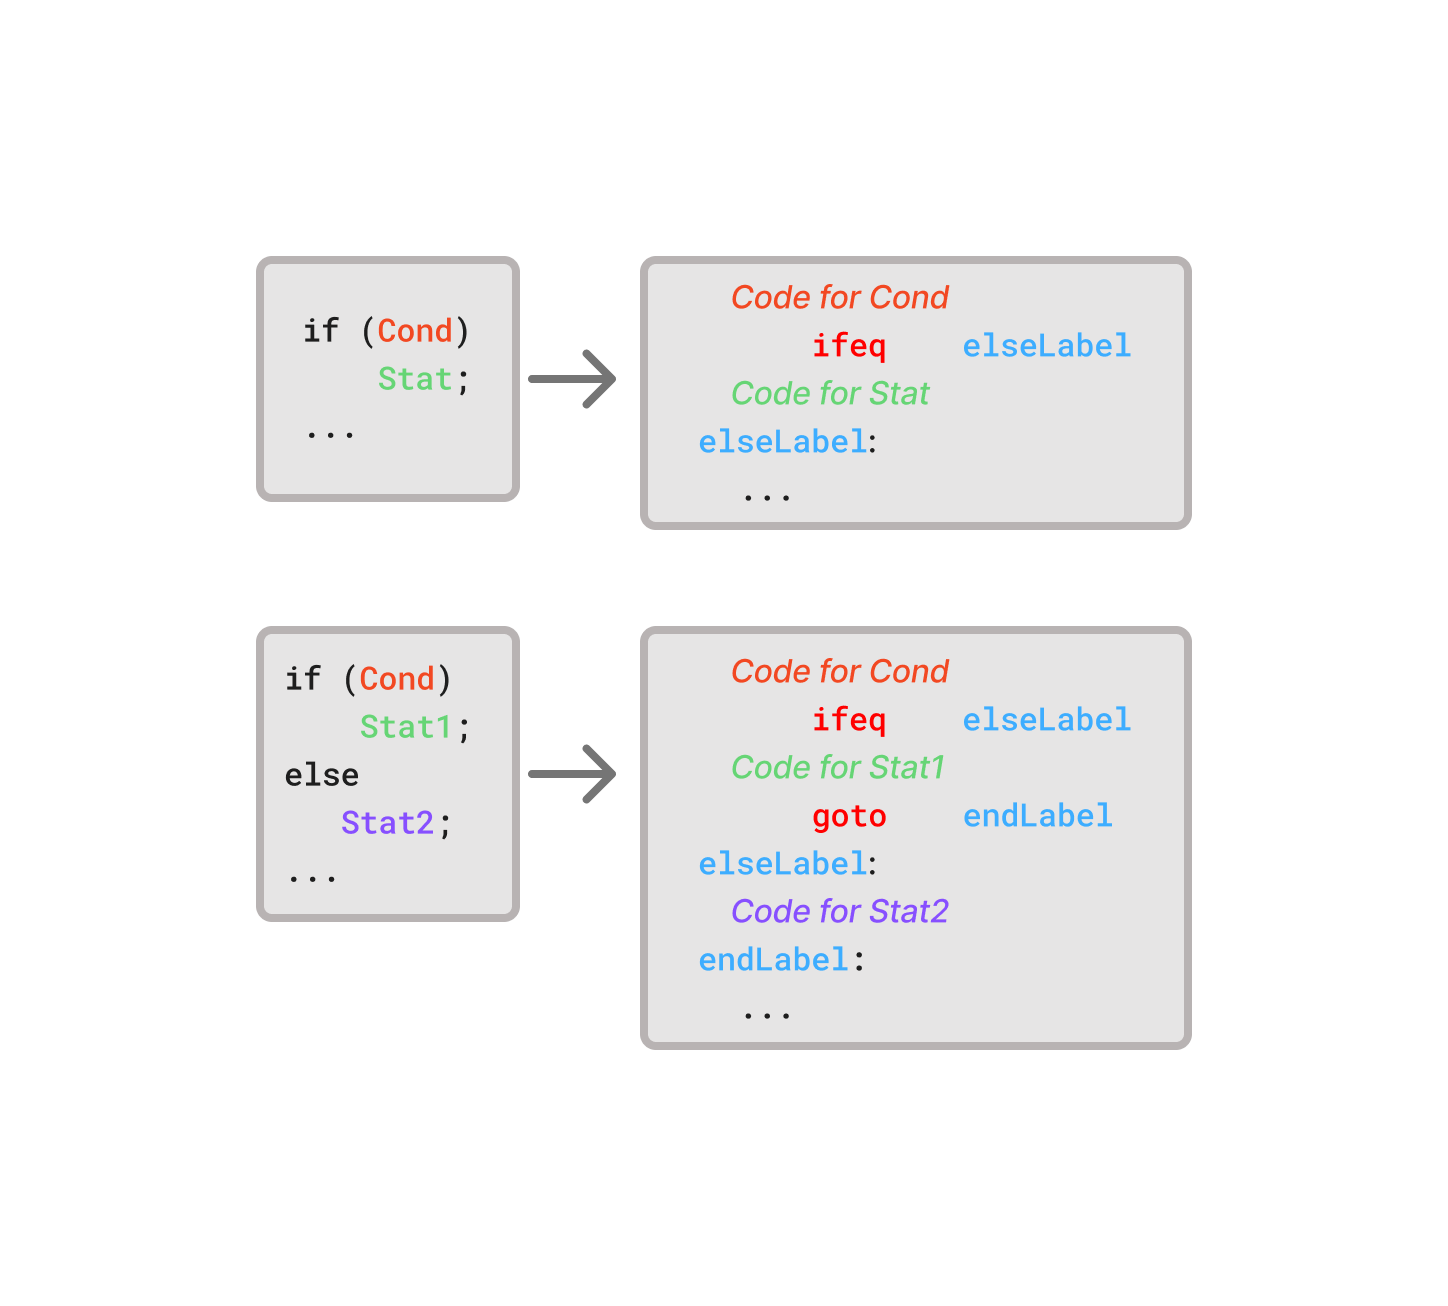 if (Cond)
Stat;
...
Code for Cond
ifeq elseLabel
Code for Stat
elseLabel:
...
if (Cond)
Stat1;
else
Stat2;
...
Code for Cond
ifeq elseLabel
Code for Stat1
goto endLabel
elseLabel:
Code for Stat2
endLabel:
...